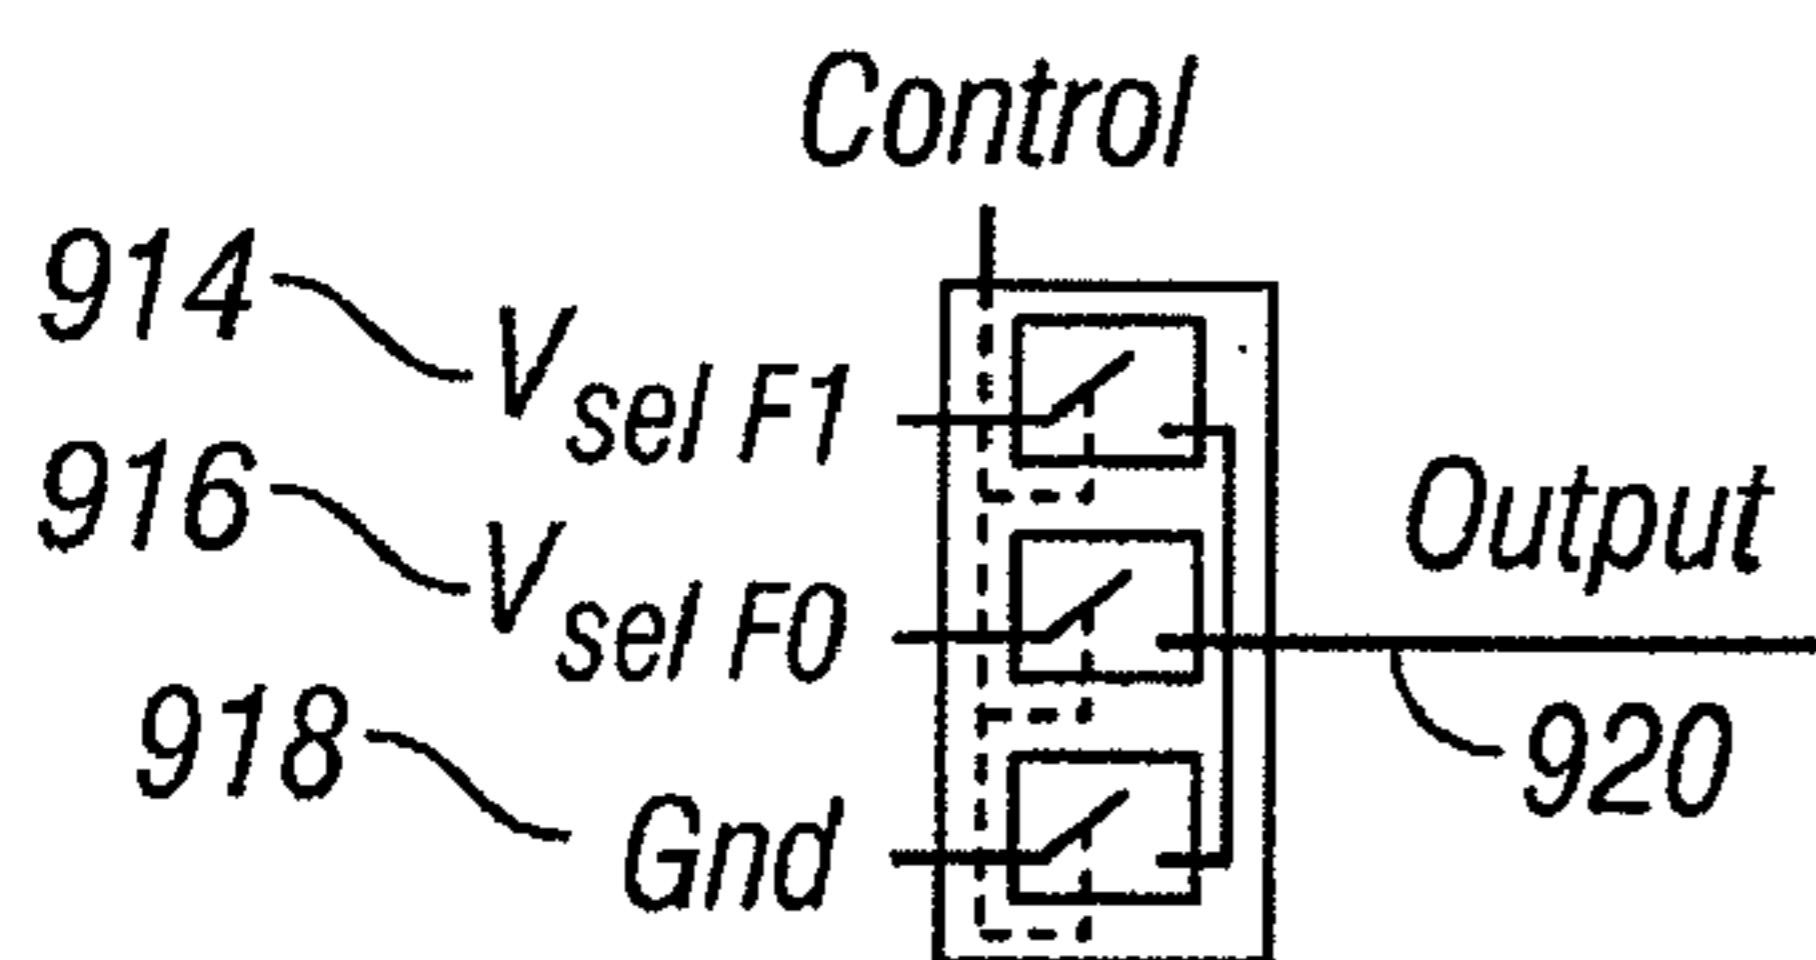 Control
914
V sel F1
916
V sel F0
Output
918
Gnd
920